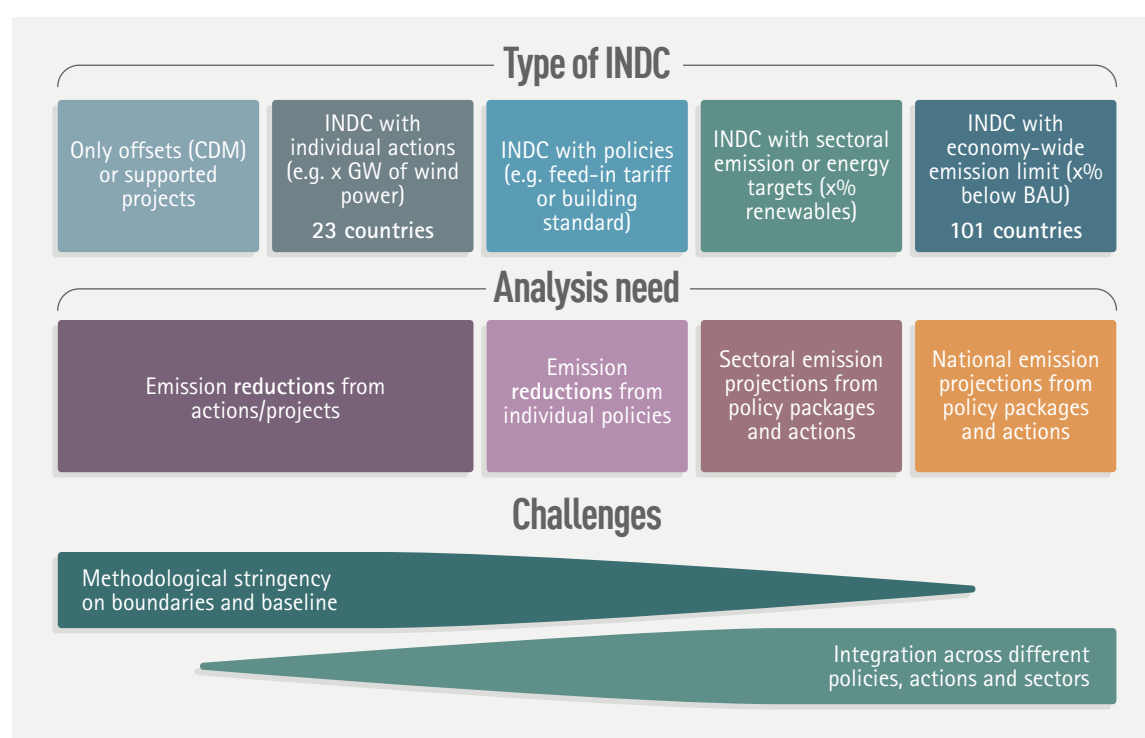 Type of INDC
Only offsets (CDM)
or supported
projects
INDC with
individual actions
(e.g. x GW of wind
power)
23 countries
INDC with policies
(e.g. feed-in tariff
or building
standard)
INDC with sectoral
emission or energy
targets (x%
renewables)
INDC with
economy-wide
emission limit (x%
below BAU)
101 countries
Analysis need
Emission reductions from
actions/projects
Emission
reductions from
individual policies
Sectoral emission
projections from
policy packages
and actions
National emission
projections from
policy packages
and actions
Challenges
Methodological stringency
on boundaries and baseline
Integration across different
policies, actions and sectors